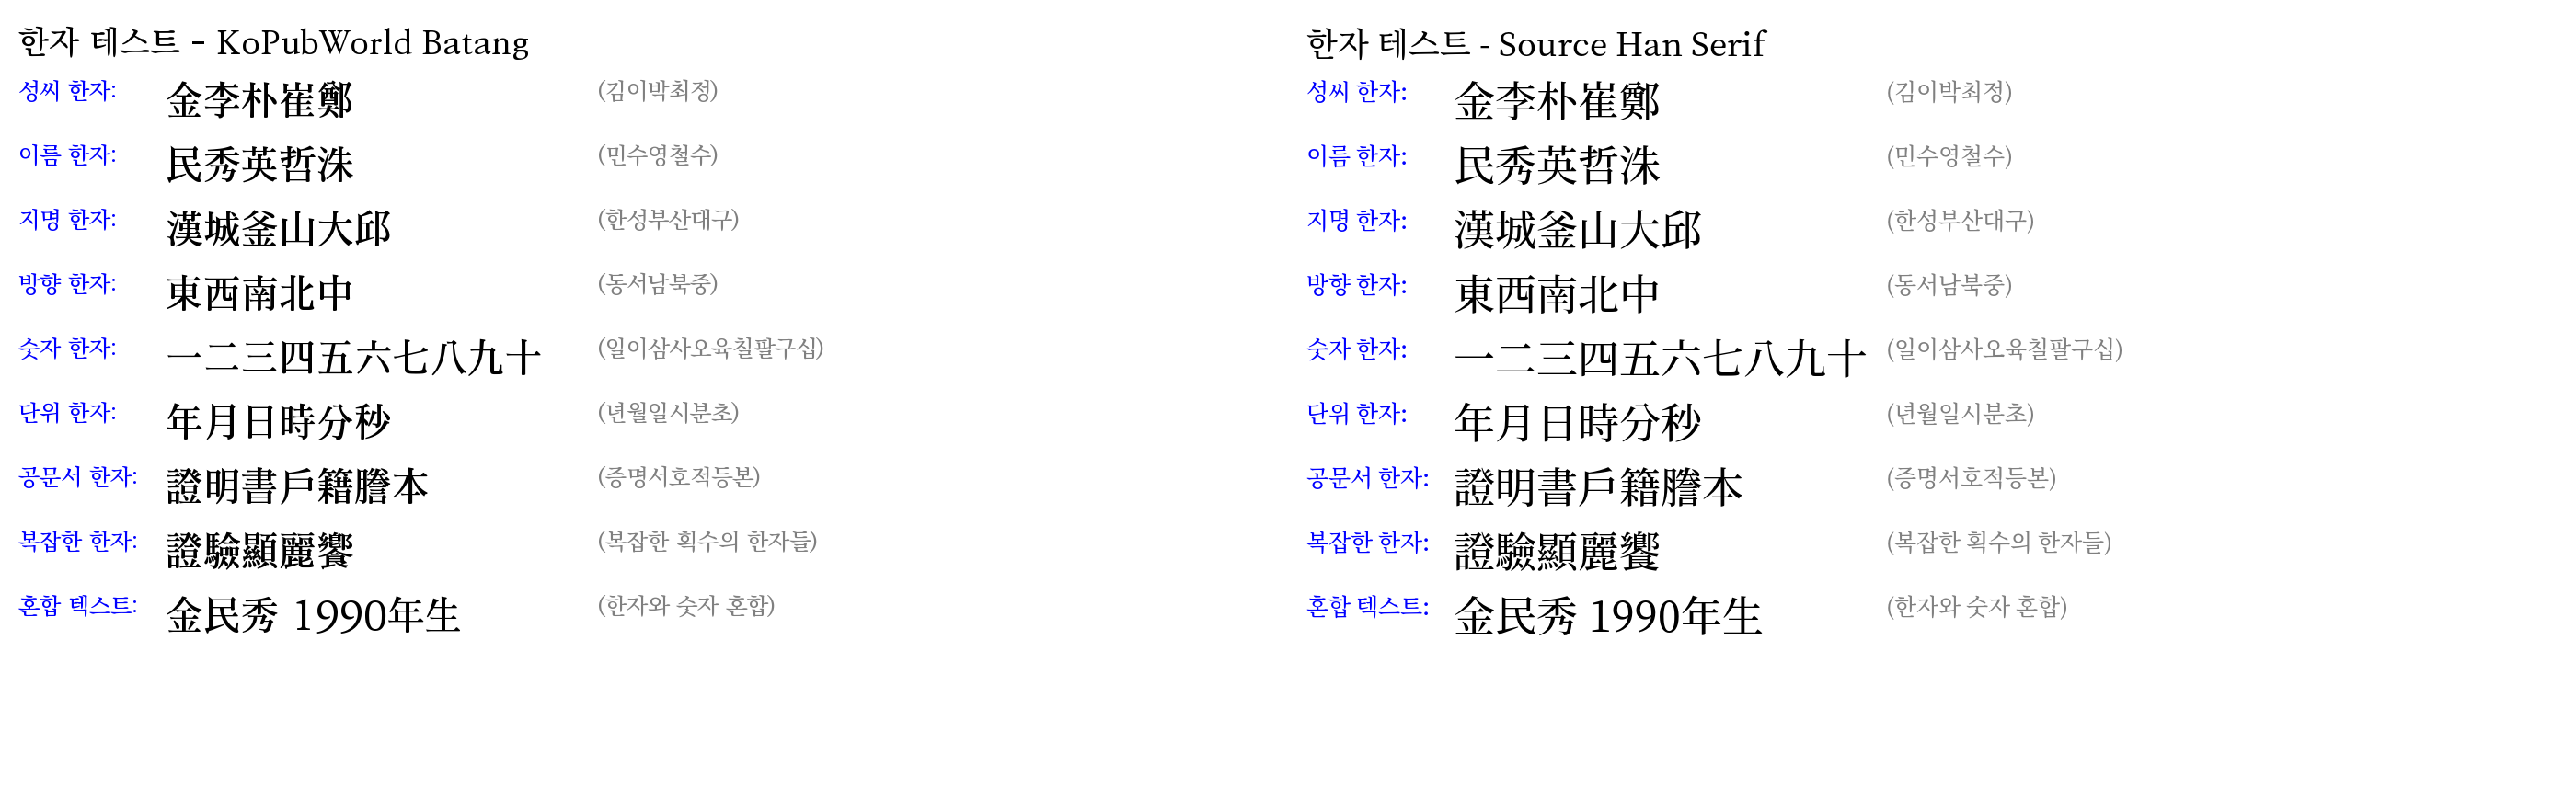 한자 테스트 - KoPubWorld Batang
성씨 한자: 金李朴崔鄭 (김이박최정)
이름 한자: 民秀英哲洙 (민수영철수)
지명 한자: 漢城釜山大邱 (한성부산대구)
방향 한자: 東西南北中 (동서남북중)
숫자 한자: 一二三四五六七八九十 (일이삼사오육칠팔구십)
단위 한자: 年月日時分秒 (년월일시분초)
공문서 한자: 證明書戶籍謄本 (증명서호적등본)
복잡한 한자: 證驗顯麗饗 (복잡한 획수의 한자들)
혼합 텍스트: 金民秀 1990年生 (한자와 숫자 혼합)
한자 테스트 - Source Han Serif
성씨 한자: 金李朴崔鄭 (김이박최정)
이름 한자: 民秀英哲洙 (민수영철수)
지명 한자: 漢城釜山大邱 (한성부산대구)
방향 한자: 東西南北中 (동서남북중)
숫자 한자: 一二三四五六七八九十 (일이삼사오육칠팔구십)
단위 한자: 年月日時分秒 (년월일시분초)
공문서 한자: 證明書戶籍謄本 (증명서호적등본)
복잡한 한자: 證驗顯麗饗 (복잡한 획수의 한자들)
혼합 텍스트: 金民秀 1990年生 (한자와 숫자 혼합)